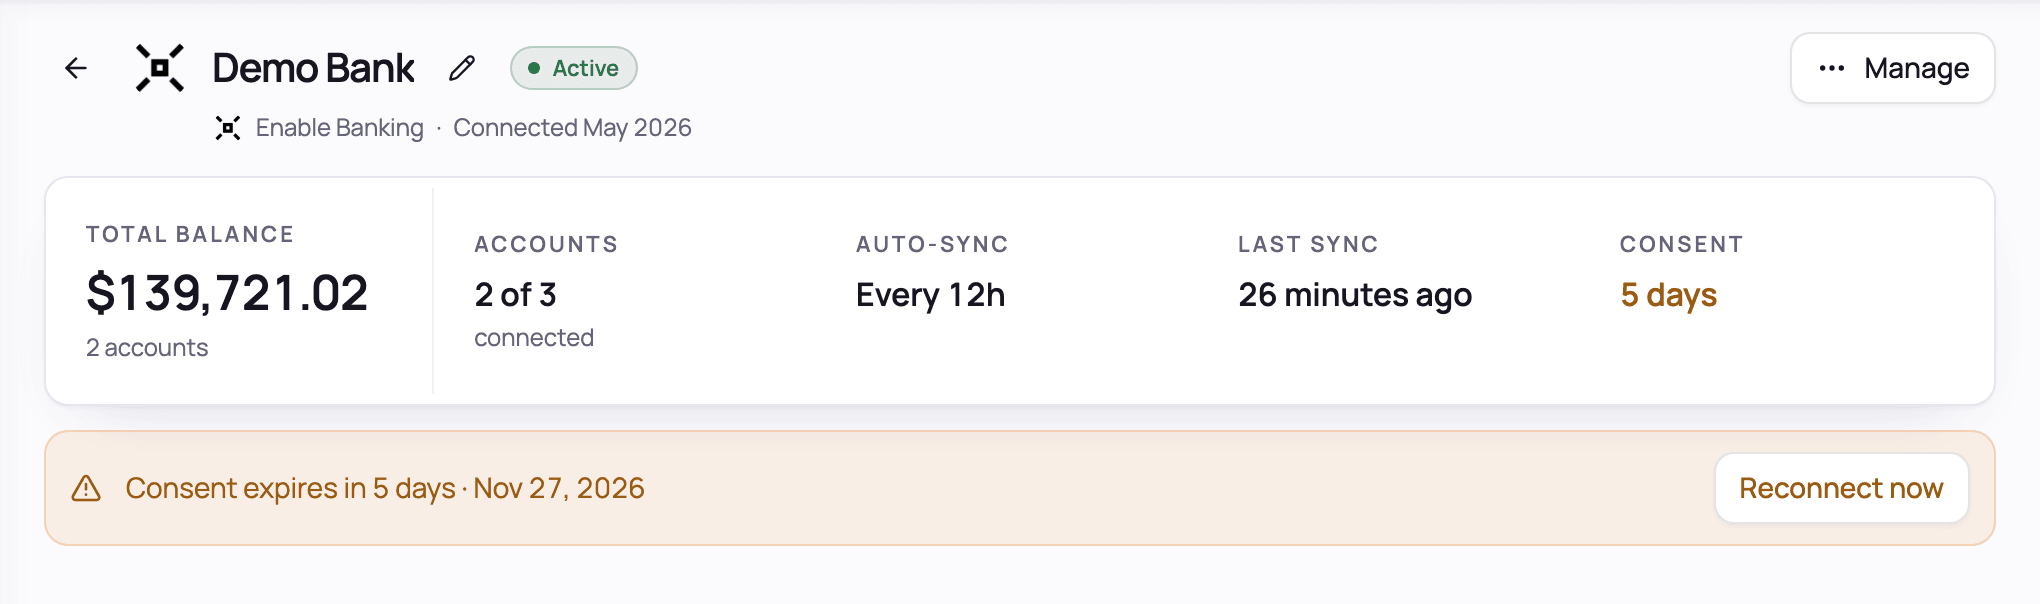 Demo Bank
Active
Manage
Enable Banking · Connected May 2026
TOTAL BALANCE
$139,721.02
2 accounts
ACCOUNTS
2 of 3
connected
AUTO-SYNC
Every 12h
LAST SYNC
26 minutes ago
CONSENT
5 days
Consent expires in 5 days · Nov 27, 2026
Reconnect now